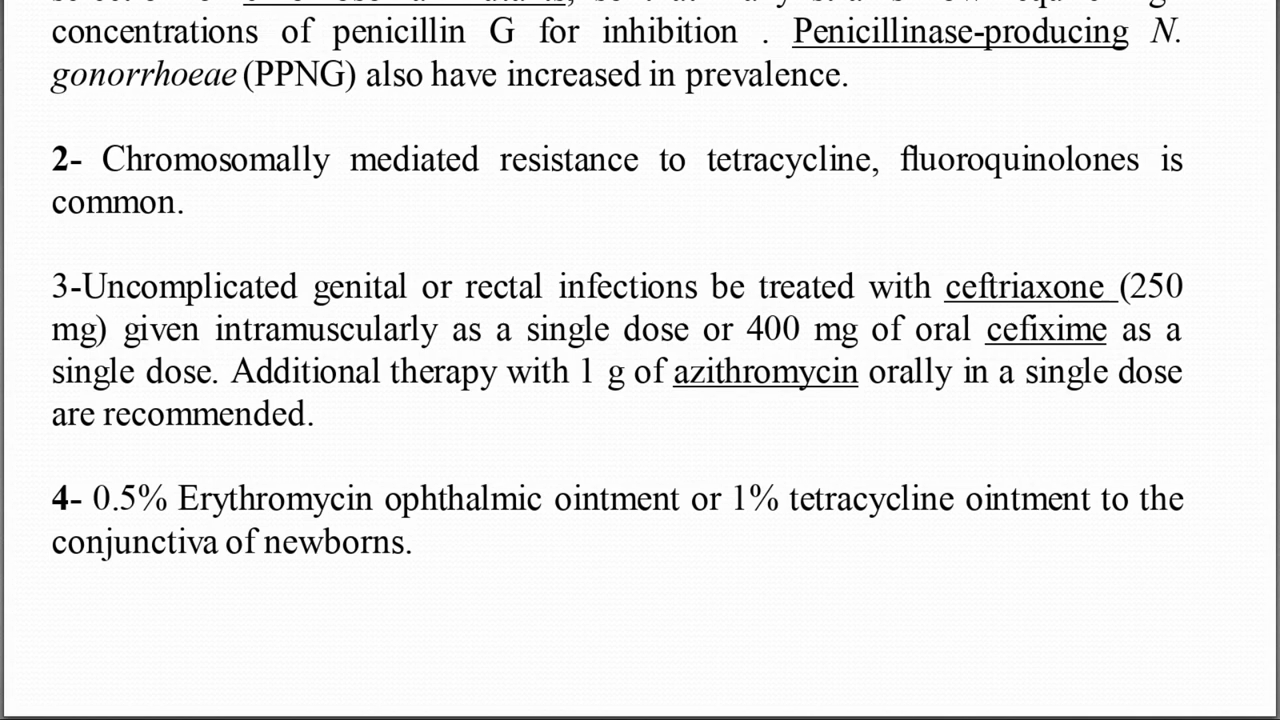 concentrations of penicillin G for inhibition . Penicillinase-producing N.
gonorrhoeae (PPNG) also have increased in prevalence.
2- Chromosomally mediated resistance to tetracycline, fluoroquinolones is
common.
3-Uncomplicated genital or rectal infections be treated with ceftriaxone (250
mg) given intramuscularly as a single dose or 400 mg of oral cefixime as a
single dose. Additional therapy with 1 g of azithromycin orally in a single dose
are recommended.
4- 0.5% Erythromycin ophthalmic ointment or 1% tetracycline ointment to the
conjunctiva of newborns.